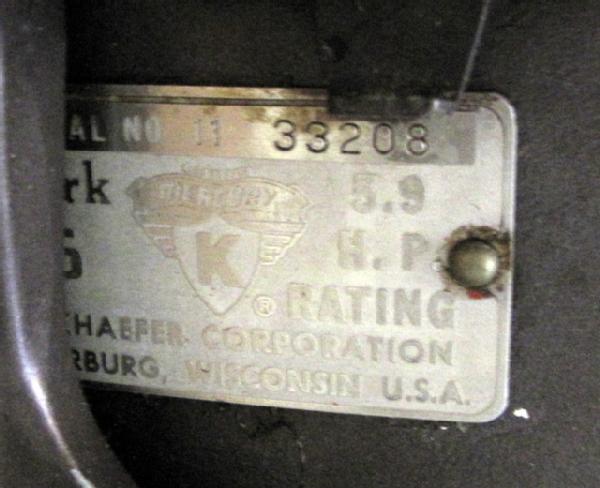 AL NO 11 33208
rk MERCURY 5.9
5 K H.P
® RATING
CHAEFER CORPORATION
RBURG, WISCONSIN U.S.A.